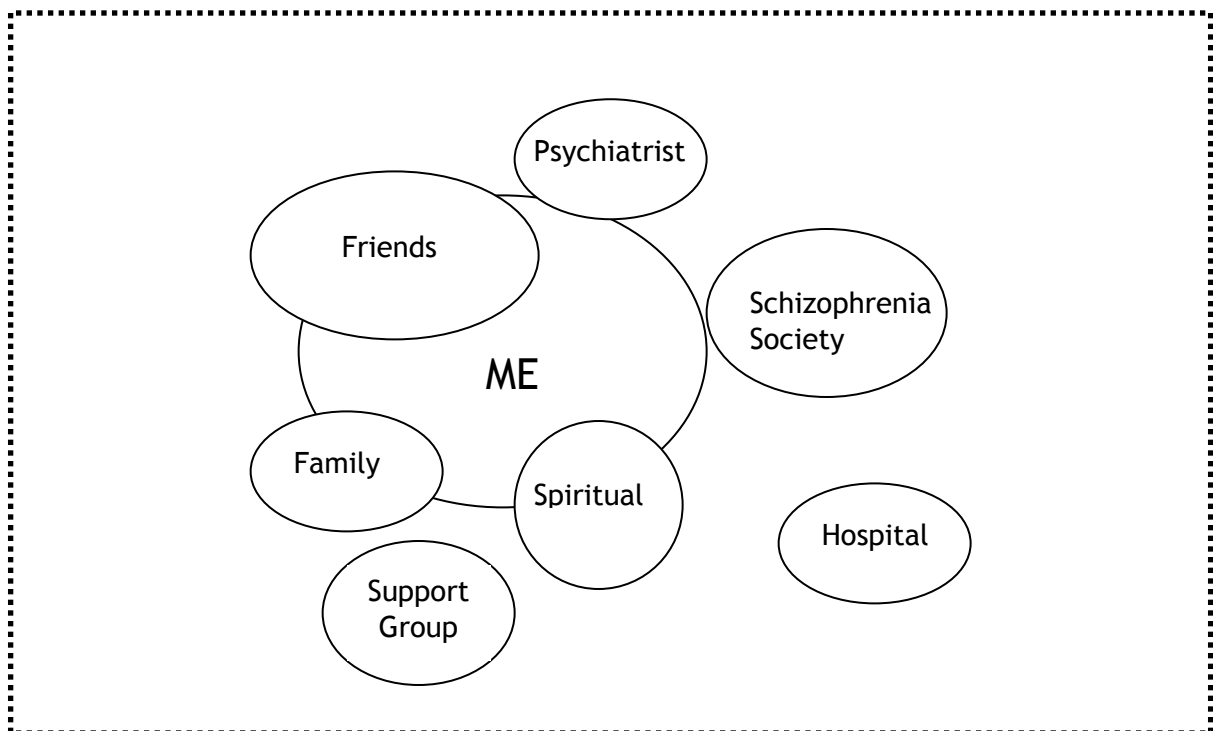 Psychiatrist
Friends
Schizophrenia
Society
ME
Family
Spiritual
Hospital
Support
Group